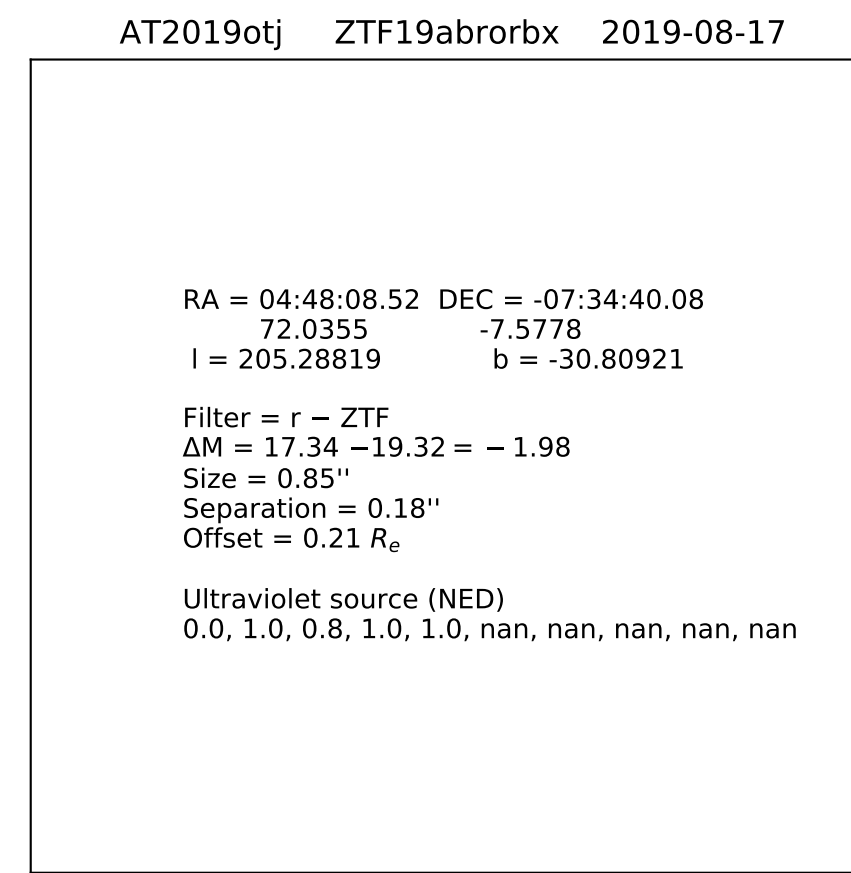 AT2019otj ZTF19abrorbx 2019-08-17
RA = 04:48:08.52 DEC = -07:34:40.08
72.0355 -7.5778
l = 205.28819 b = -30.80921
Filter = r − ZTF
ΔM = 17.34 −19.32 = − 1.98
Size = 0.85''
Separation = 0.18''
Offset = 0.21 Rₑ
Ultraviolet source (NED)
0.0, 1.0, 0.8, 1.0, 1.0, nan, nan, nan, nan, nan